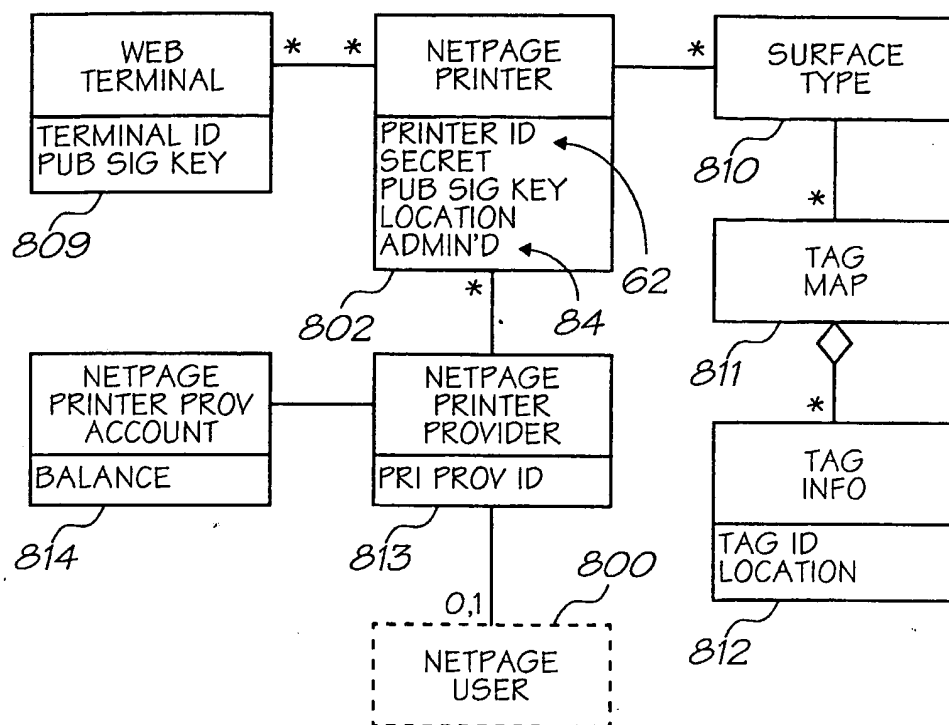 WEB
TERMINAL
TERMINAL ID
PUB SIG KEY
809
* *
NETPAGE
PRINTER
PRINTER ID
SECRET
PUB SIG KEY
LOCATION
ADMIN'D
802
62
84
*
*
SURFACE
TYPE
810
*
TAG
MAP
811
*
TAG
INFO
TAG ID
LOCATION
812
NETPAGE
PRINTER PROV
ACCOUNT
BALANCE
814
NETPAGE
PRINTER
PROVIDER
PRI PROV ID
813
0,1
800
NETPAGE
USER